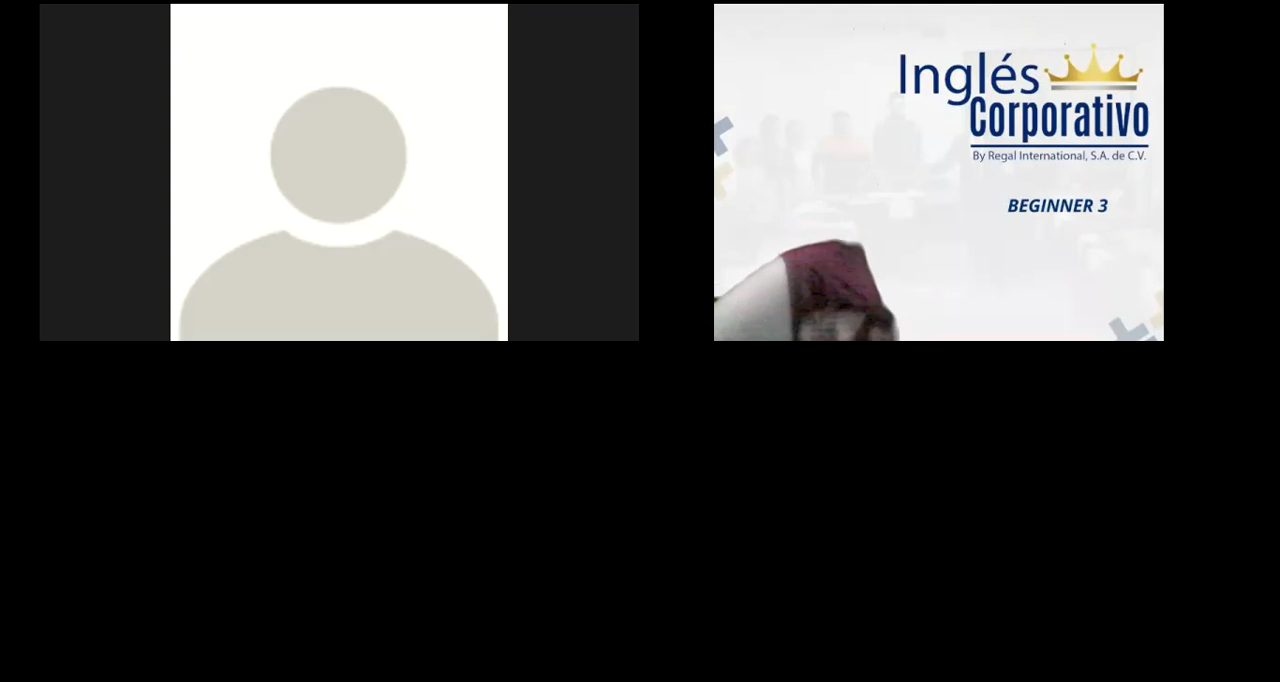 Inglés
Corporativo
By Regal International, S.A. de C.V.
BEGINNER 3